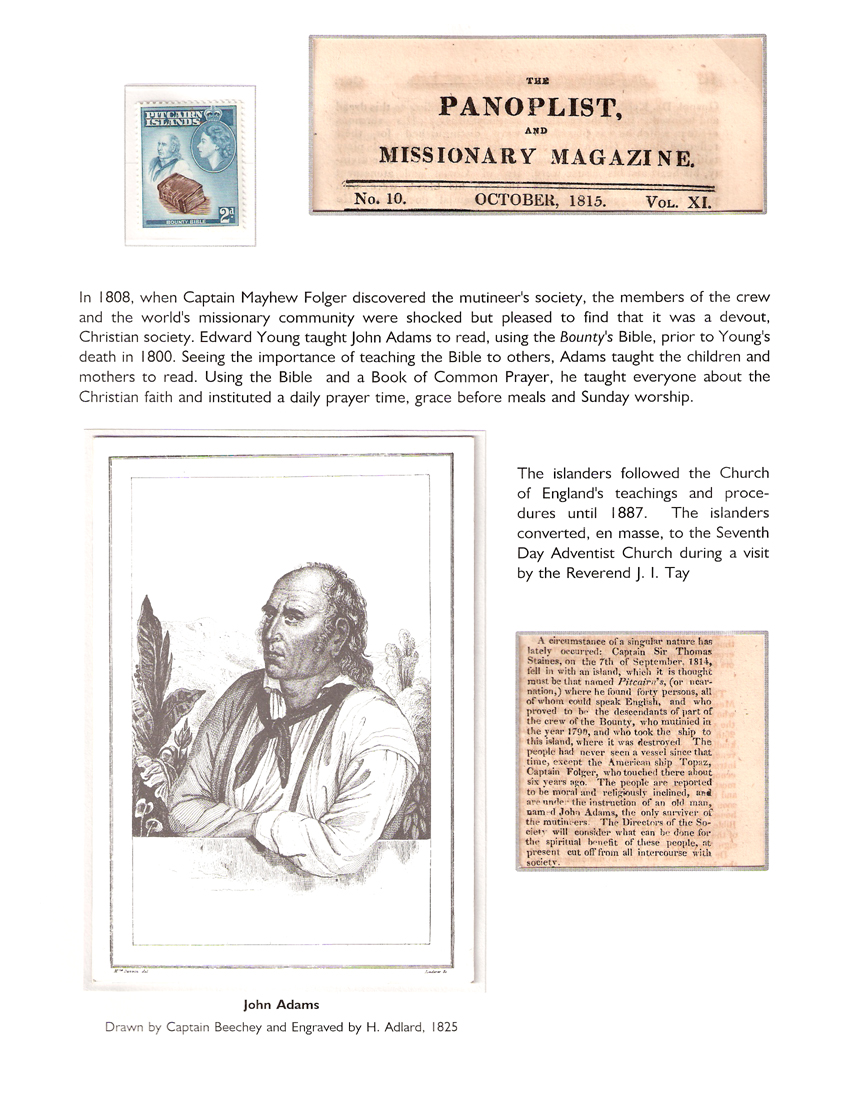 PITCAIRN
ISLANDS
BOUNTY BIBLE
2d
THE
PANOPLIST,
AND
MISSIONARY MAGAZINE.
No. 10. OCTOBER, 1815. VOL. XI.
In 1808, when Captain Mayhew Folger discovered the mutineer's society, the members of the crew
and the world's missionary community were shocked but pleased to find that it was a devout,
Christian society. Edward Young taught John Adams to read, using the Bounty's Bible, prior to Young's
death in 1800. Seeing the importance of teaching the Bible to others, Adams taught the children and
mothers to read. Using the Bible and a Book of Common Prayer, he taught everyone about the
Christian faith and instituted a daily prayer time, grace before meals and Sunday worship.
The islanders followed the Church
of England's teachings and proce-
dures until 1887. The islanders
converted, en masse, to the Seventh
Day Adventist Church during a visit
by the Reverend J. I. Tay
A circumstance of a singular nature has
lately occurred: Captain Sir Thomas
Staines, on the 7th of September, 1814,
fell in with an island, which it is thought
must be that named Pitcairn's, (or incar-
nation,) where he found forty persons, all
of whom could speak English, and who
proved to be the descendants of part of
the crew of the Bounty, who mutinied in
the year 1790, and who took the ship to
this island, where it was destroyed The
people had never seen a vessel since that
time, except the American ship Topaz,
Captain Folger, who touched there about
six years ago. The people are reported
to be moral and religiously inclined, and
are under the instruction of an old man,
named John Adams, the only surviver of
the mutineers. The Directors of the So-
ciety will consider what can be done for
the spiritual benefit of these people, at
present cut off from all intercourse with
society.
John Adams
Drawn by Captain Beechey and Engraved by H. Adlard, 1825